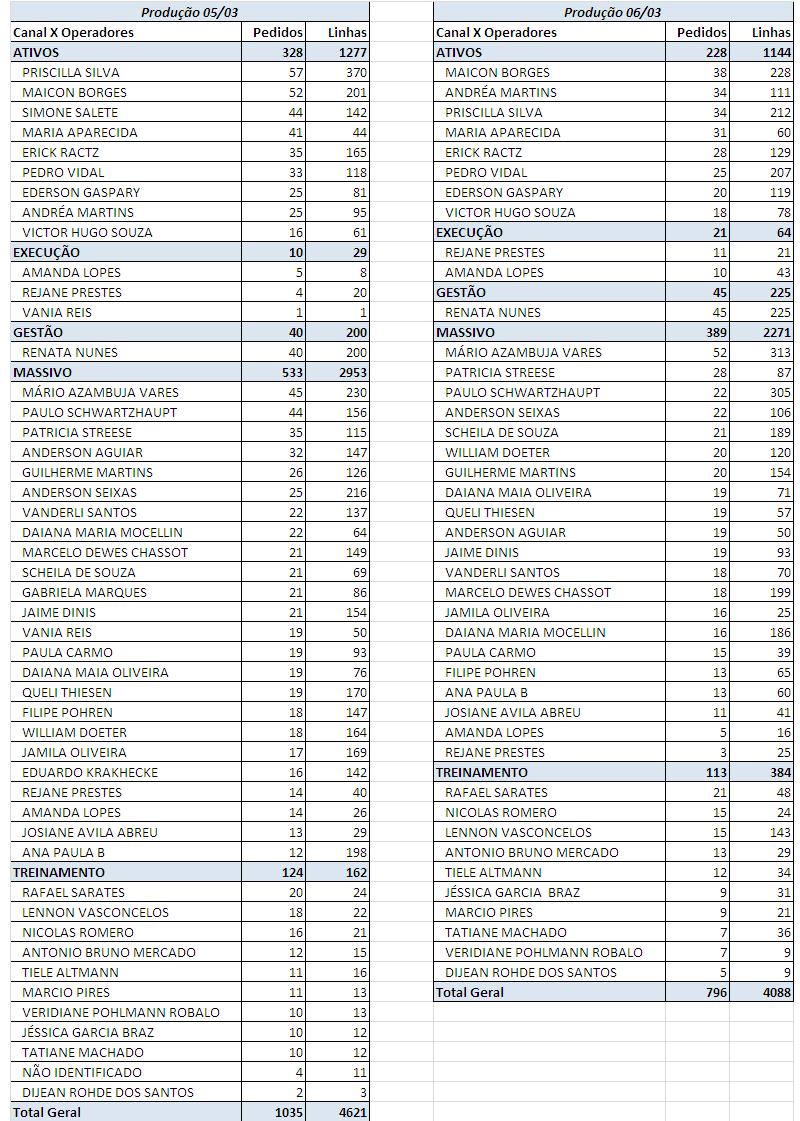 Produção 05/03
Canal X Operadores Pedidos Linhas
ATIVOS 328 1277
PRISCILLA SILVA 57 370
MAICON BORGES 52 201
SIMONE SALETE 44 142
MARIA APARECIDA 41 44
ERICK RACTZ 35 165
PEDRO VIDAL 33 118
EDERSON GASPARY 25 81
ANDRÉA MARTINS 25 95
VICTOR HUGO SOUZA 16 61
EXECUÇÃO 10 29
AMANDA LOPES 5 8
REJANE PRESTES 4 20
VANIA REIS 1 1
GESTÃO 40 200
RENATA NUNES 40 200
MASSIVO 533 2953
MÁRIO AZAMBUJA VARES 45 230
PAULO SCHWARTZHAUPT 44 156
PATRICIA STREESE 35 115
ANDERSON AGUIAR 32 147
GUILHERME MARTINS 26 126
ANDERSON SEIXAS 25 216
VANDERLI SANTOS 22 137
DAIANA MARIA MOCELLIN 22 64
MARCELO DEWES CHASSOT 21 149
SCHEILA DE SOUZA 21 69
GABRIELA MARQUES 21 86
JAIME DINIS 21 154
VANIA REIS 19 50
PAULA CARMO 19 93
DAIANA MAIA OLIVEIRA 19 76
QUELI THIESEN 19 170
FILIPE POHREN 18 147
WILLIAM DOETER 18 164
JAMILA OLIVEIRA 17 169
EDUARDO KRAKHECKE 16 142
REJANE PRESTES 14 40
AMANDA LOPES 14 26
JOSIANE AVILA ABREU 13 29
ANA PAULA B 12 198
TREINAMENTO 124 162
RAFAEL SARATES 20 24
LENNON VASCONCELOS 18 22
NICOLAS ROMERO 16 21
ANTONIO BRUNO MERCADO 12 15
TIELE ALTMANN 11 16
MARCIO PIRES 11 13
VERIDIANE POHLMANN ROBALO 10 13
JÉSSICA GARCIA BRAZ 10 12
TATIANE MACHADO 10 12
NÃO IDENTIFICADO 4 11
DIJEAN ROHDE DOS SANTOS 2 3
Total Geral 1035 4621
Produção 06/03
Canal X Operadores Pedidos Linhas
ATIVOS 228 1144
MAICON BORGES 38 228
ANDRÉA MARTINS 34 111
PRISCILLA SILVA 34 212
MARIA APARECIDA 31 60
ERICK RACTZ 28 129
PEDRO VIDAL 25 207
EDERSON GASPARY 20 119
VICTOR HUGO SOUZA 18 78
EXECUÇÃO 21 64
REJANE PRESTES 11 21
AMANDA LOPES 10 43
GESTÃO 45 225
RENATA NUNES 45 225
MASSIVO 389 2271
MÁRIO AZAMBUJA VARES 52 313
PATRICIA STREESE 28 87
PAULO SCHWARTZHAUPT 22 305
ANDERSON SEIXAS 22 106
SCHEILA DE SOUZA 21 189
WILLIAM DOETER 20 120
GUILHERME MARTINS 20 154
DAIANA MAIA OLIVEIRA 19 71
QUELI THIESEN 19 57
ANDERSON AGUIAR 19 50
JAIME DINIS 19 93
VANDERLI SANTOS 18 70
MARCELO DEWES CHASSOT 18 199
JAMILA OLIVEIRA 16 25
DAIANA MARIA MOCELLIN 16 186
PAULA CARMO 15 39
FILIPE POHREN 13 65
ANA PAULA B 13 60
JOSIANE AVILA ABREU 11 41
AMANDA LOPES 5 16
REJANE PRESTES 3 25
TREINAMENTO 113 384
RAFAEL SARATES 21 48
NICOLAS ROMERO 15 24
LENNON VASCONCELOS 15 143
ANTONIO BRUNO MERCADO 13 29
TIELE ALTMANN 12 34
JÉSSICA GARCIA BRAZ 9 31
MARCIO PIRES 9 21
TATIANE MACHADO 7 36
VERIDIANE POHLMANN ROBALO 7 9
DIJEAN ROHDE DOS SANTOS 5 9
Total Geral 796 4088